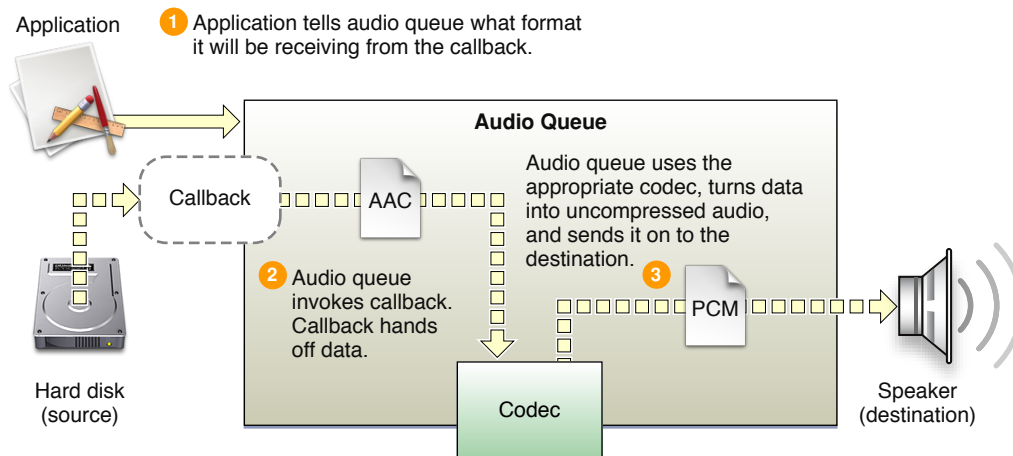 Application
1 Application tells audio queue what format
it will be receiving from the callback.
Audio Queue
Callback
AAC
Audio queue uses the
appropriate codec, turns data
into uncompressed audio,
and sends it on to the
destination.
2 Audio queue
invokes callback.
Callback hands
off data.
3
PCM
Hard disk
(source)
Codec
Speaker
(destination)